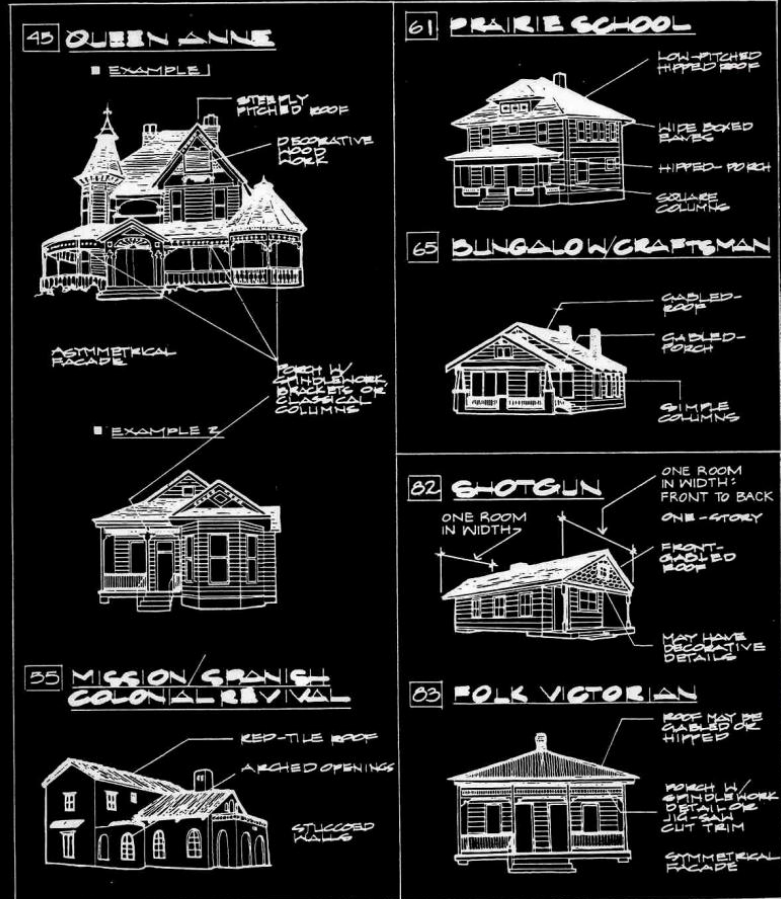 45 QUEEN ANNE
EXAMPLE 1
STEEPLY
PITCHED ROOF
DECORATIVE
WOOD
WORK
ASYMMETRICAL
FACADE
PORCH W/
SPINDLEWORK,
BRACKETS OR
CLASSICAL
COLUMNS
EXAMPLE 2
55 MISSION/SPANISH
COLONIAL REVIVAL
RED-TILE ROOF
ARCHED OPENINGS
STUCCOED
WALLS
61 PRAIRIE SCHOOL
LOW-PITCHED
HIPPED ROOF
WIDE BOXED
EAVES
HIPPED-PORCH
SQUARE
COLUMNS
65 BUNGALOW/CRAFTSMAN
GABLED-
ROOF
GABLED-
PORCH
SIMPLE
COLUMNS
82 SHOTGUN
ONE ROOM
IN WIDTH
ONE ROOM
IN WIDTH:
FRONT TO BACK
ONE-STORY
FRONT-
GABLED
ROOF
MAY HAVE
DECORATIVE
DETAILS
83 FOLK VICTORIAN
ROOF MAY BE
GABLED OR
HIPPED
PORCH W/
SPINDLEWORK
DETAIL OR
JIG-SAW
CUT TRIM
SYMMETRICAL
FACADE